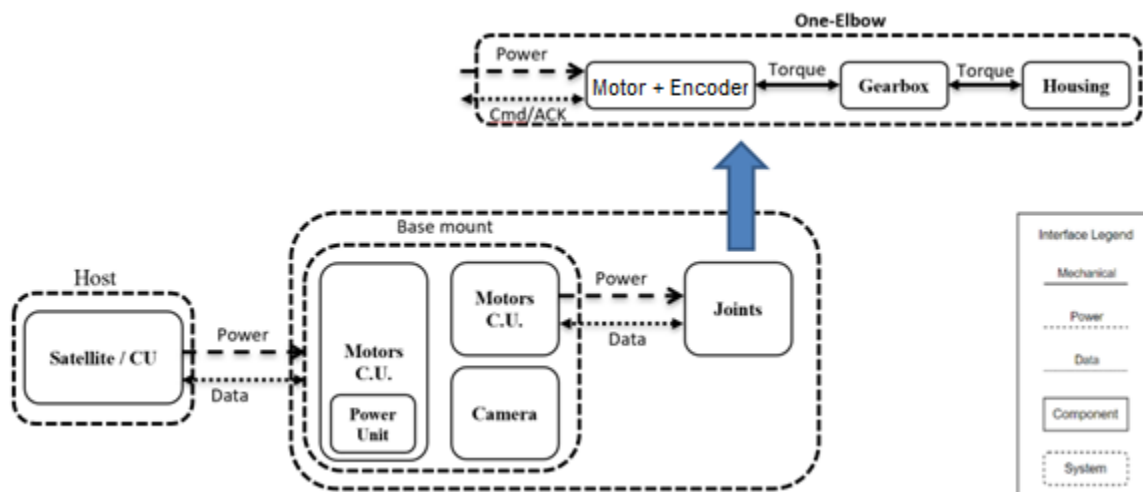 One-Elbow
Power
Motor + Encoder
Torque
Gearbox
Torque
Housing
Cmd/ACK
Base mount
Host
Satellite / CU
Power
Data
Motors
C.U.
Power
Unit
Motors
C.U.
Camera
Power
Data
Joints
Interface Legend
Mechanical
Power
Data
Component
System